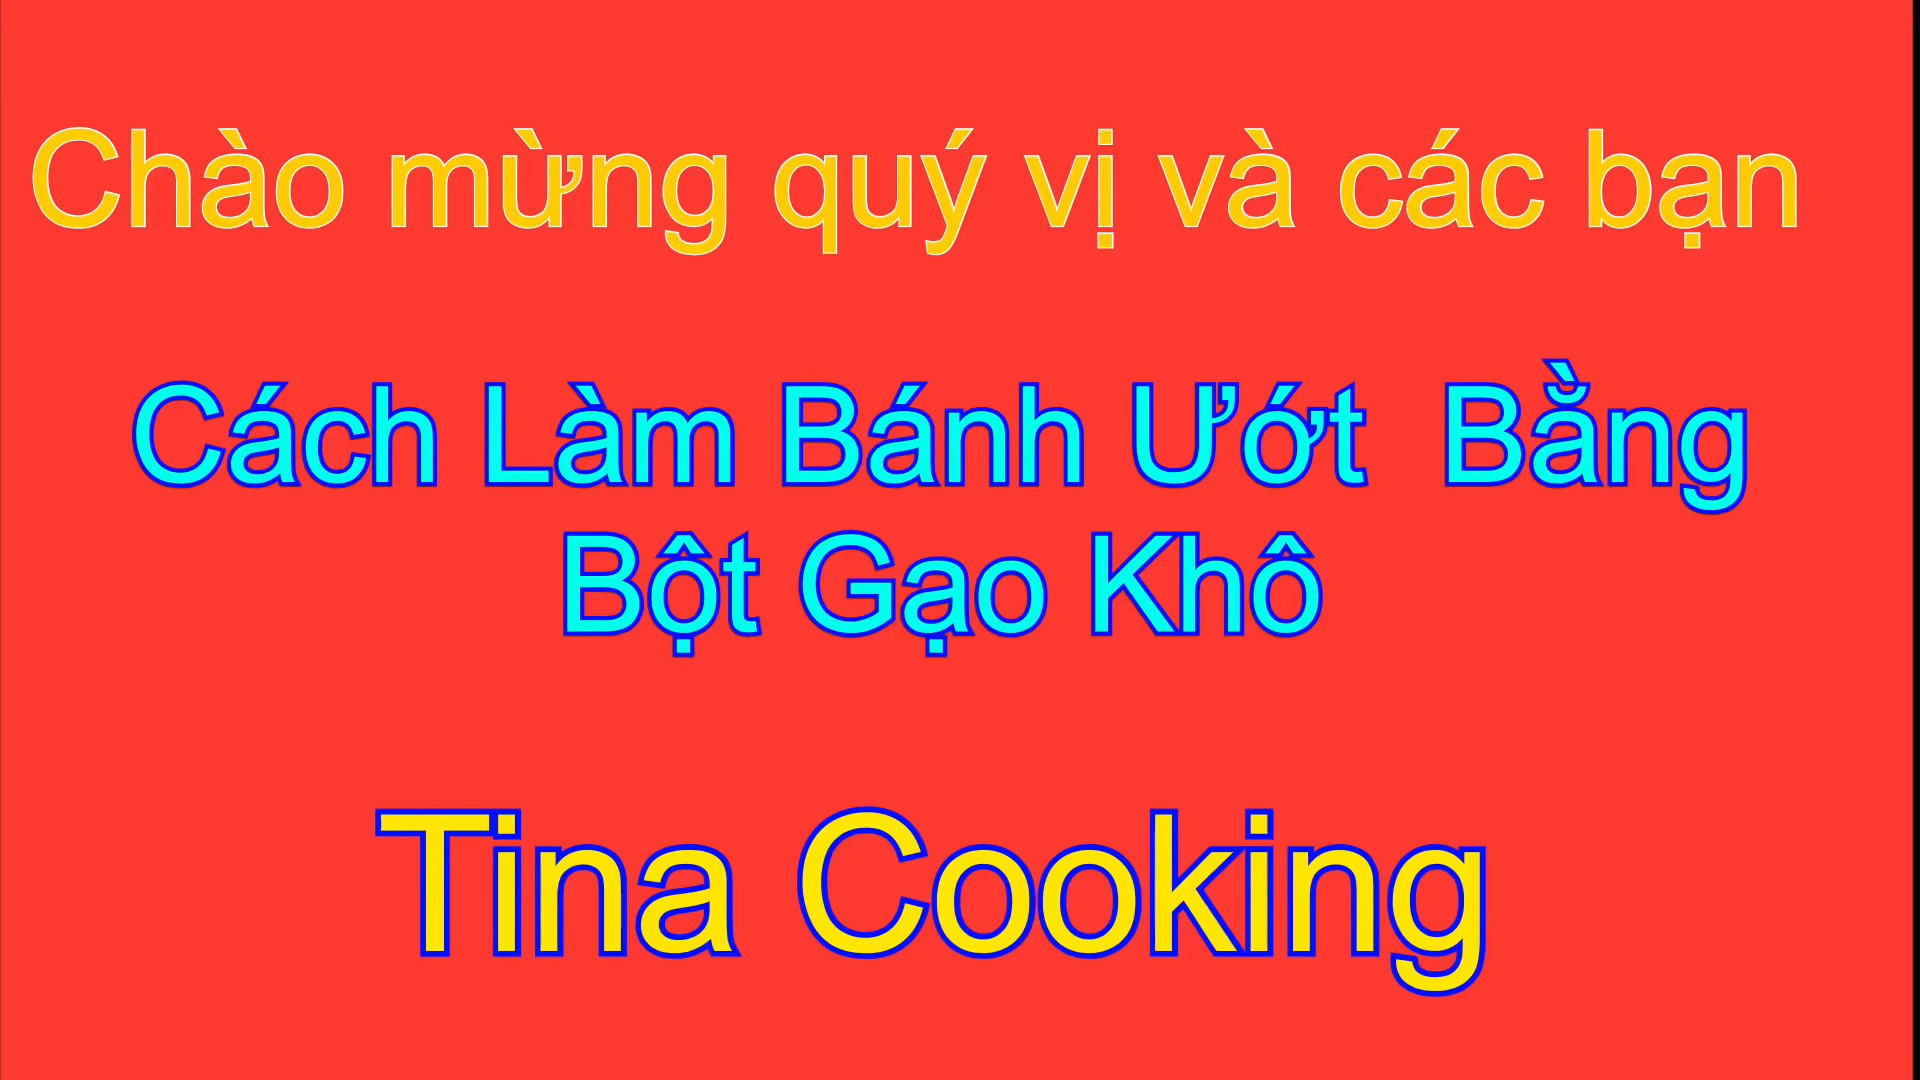 Chào mừng quý vị và các bạn
Cách Làm Bánh Ướt Bằng
Bột Gạo Khô
Tina Cooking